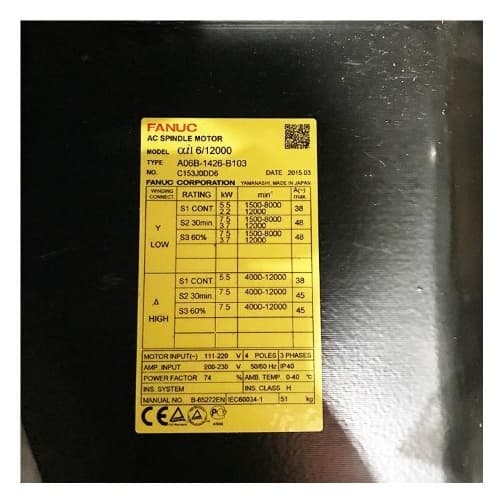 FANUC
AC SPINDLE MOTOR
MODEL αii 6/12000
TYPE A06B-1426-B103
NO. C153J0DD6 DATE 2015.03
FANUC CORPORATION YAMANASHI, MADE IN JAPAN
WINDING CONNECT RATING kW min⁻ A(~) max.
Y LOW
S1 CONT 5.5 1500-8000 38
2.2 12000
S2 30min. 7.5 1500-8000 48
3.7 12000
S3 60% 7.5 1500-8000 48
3.7 12000
Δ HIGH
S1 CONT. 5.5 4000-12000 38
S2 30min. 7.5 4000-12000 45
S3 60% 7.5 4000-12000 45
MOTOR INPUT(~) 111-220 V 4 POLES 3 PHASES
AMP. INPUT 200-230 V 50/60 Hz IP40
POWER FACTOR 74 % AMB. TEMP. 0-40 ℃
INS. SYSTEM INS. CLASS H
MANUAL NO. B-65272EN IEC60034-1 51 kg
CE